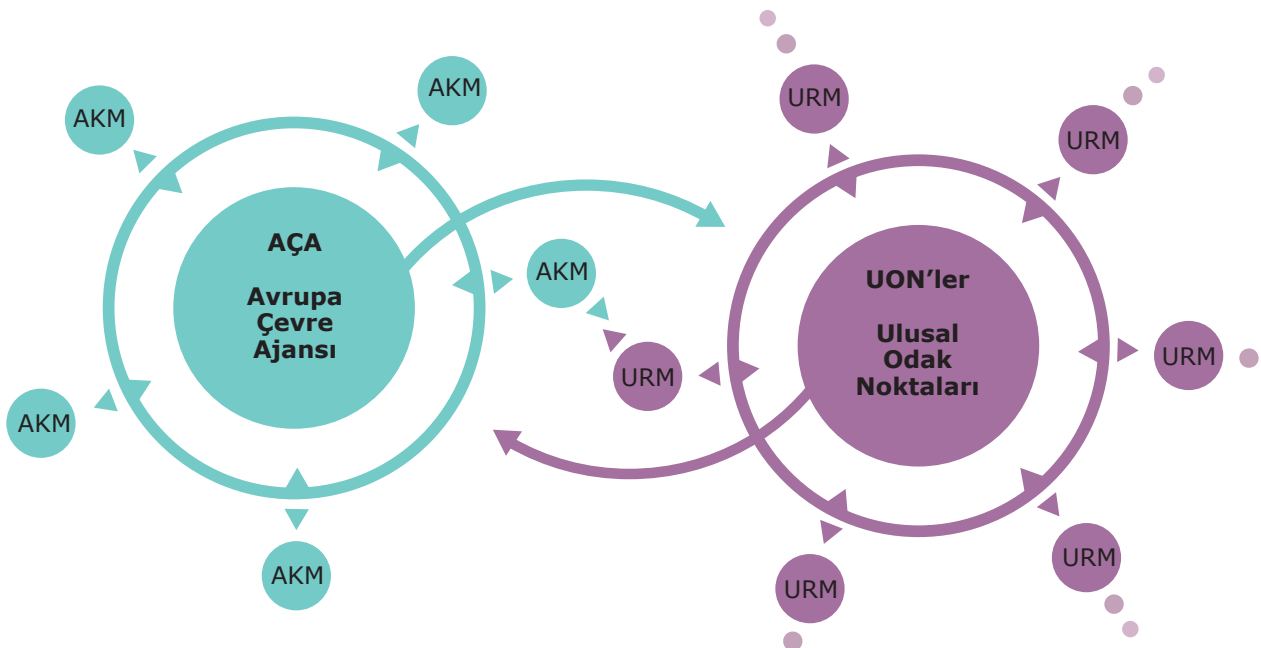 AKM
AKM
AÇA
Avrupa
Çevre
Ajansı
AKM
AKM
AKM
URM
URM
URM
UON’ler
Ulusal
Odak
Noktaları
URM
URM
URM